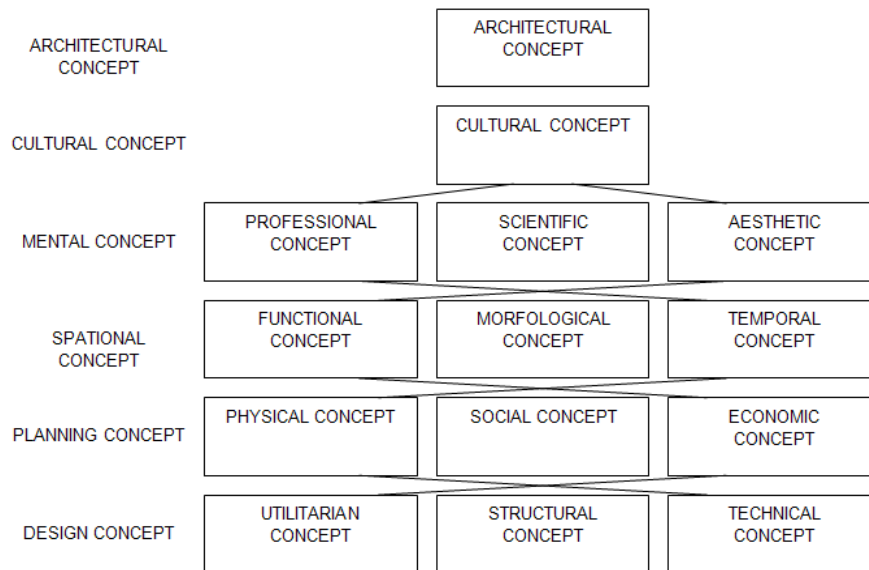 ARCHITECTURAL
CONCEPT
ARCHITECTURAL
CONCEPT
CULTURAL CONCEPT
CULTURAL CONCEPT
MENTAL CONCEPT
PROFESSIONAL
CONCEPT
SCIENTIFIC
CONCEPT
AESTHETIC
CONCEPT
SPATIONAL
CONCEPT
FUNCTIONAL
CONCEPT
MORFOLOGICAL
CONCEPT
TEMPORAL
CONCEPT
PLANNING CONCEPT
PHYSICAL CONCEPT
SOCIAL CONCEPT
ECONOMIC
CONCEPT
DESIGN CONCEPT
UTILITARIAN
CONCEPT
STRUCTURAL
CONCEPT
TECHNICAL
CONCEPT